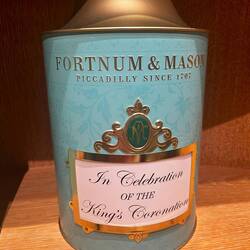 FORTNUM & MASON
PICCADILLY SINCE 1707
In Celebration
OF THE
King's Coronation